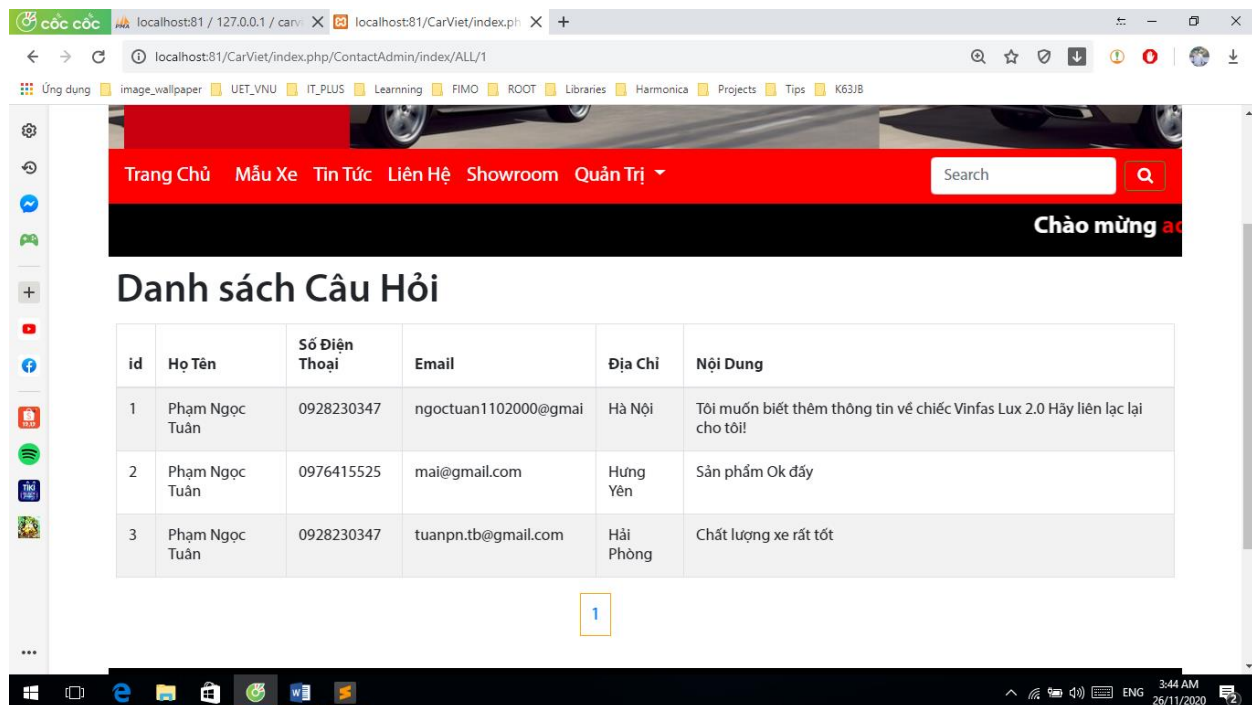 cốc cốc
localhost:81 / 127.0.0.1 / carvi
localhost:81/CarViet/index.ph
localhost:81/CarViet/index.php/ContactAdmin/index/ALL/1
Ứng dụng image_wallpaper UET_VNU IT_PLUS Learnning FIMO ROOT Libraries Harmonica Projects Tips K63JB
Trang Chủ Mẫu Xe Tin Tức Liên Hệ Showroom Quản Trị Search
Chào mừng
Danh sách Câu Hỏi
id Họ Tên Số Điện Thoại Email Địa Chỉ Nội Dung
1 Phạm Ngọc Tuân 0928230347 ngoctuan1102000@gmai Hà Nội Tôi muốn biết thêm thông tin về chiếc Vinfas Lux 2.0 Hãy liên lạc lại cho tôi!
2 Phạm Ngọc Tuân 0976415525 mai@gmail.com Hưng Yên Sản phẩm Ok đấy
3 Phạm Ngọc Tuân 0928230347 tuanpn.tb@gmail.com Hải Phòng Chất lượng xe rất tốt
1
ENG
3:44 AM
26/11/2020